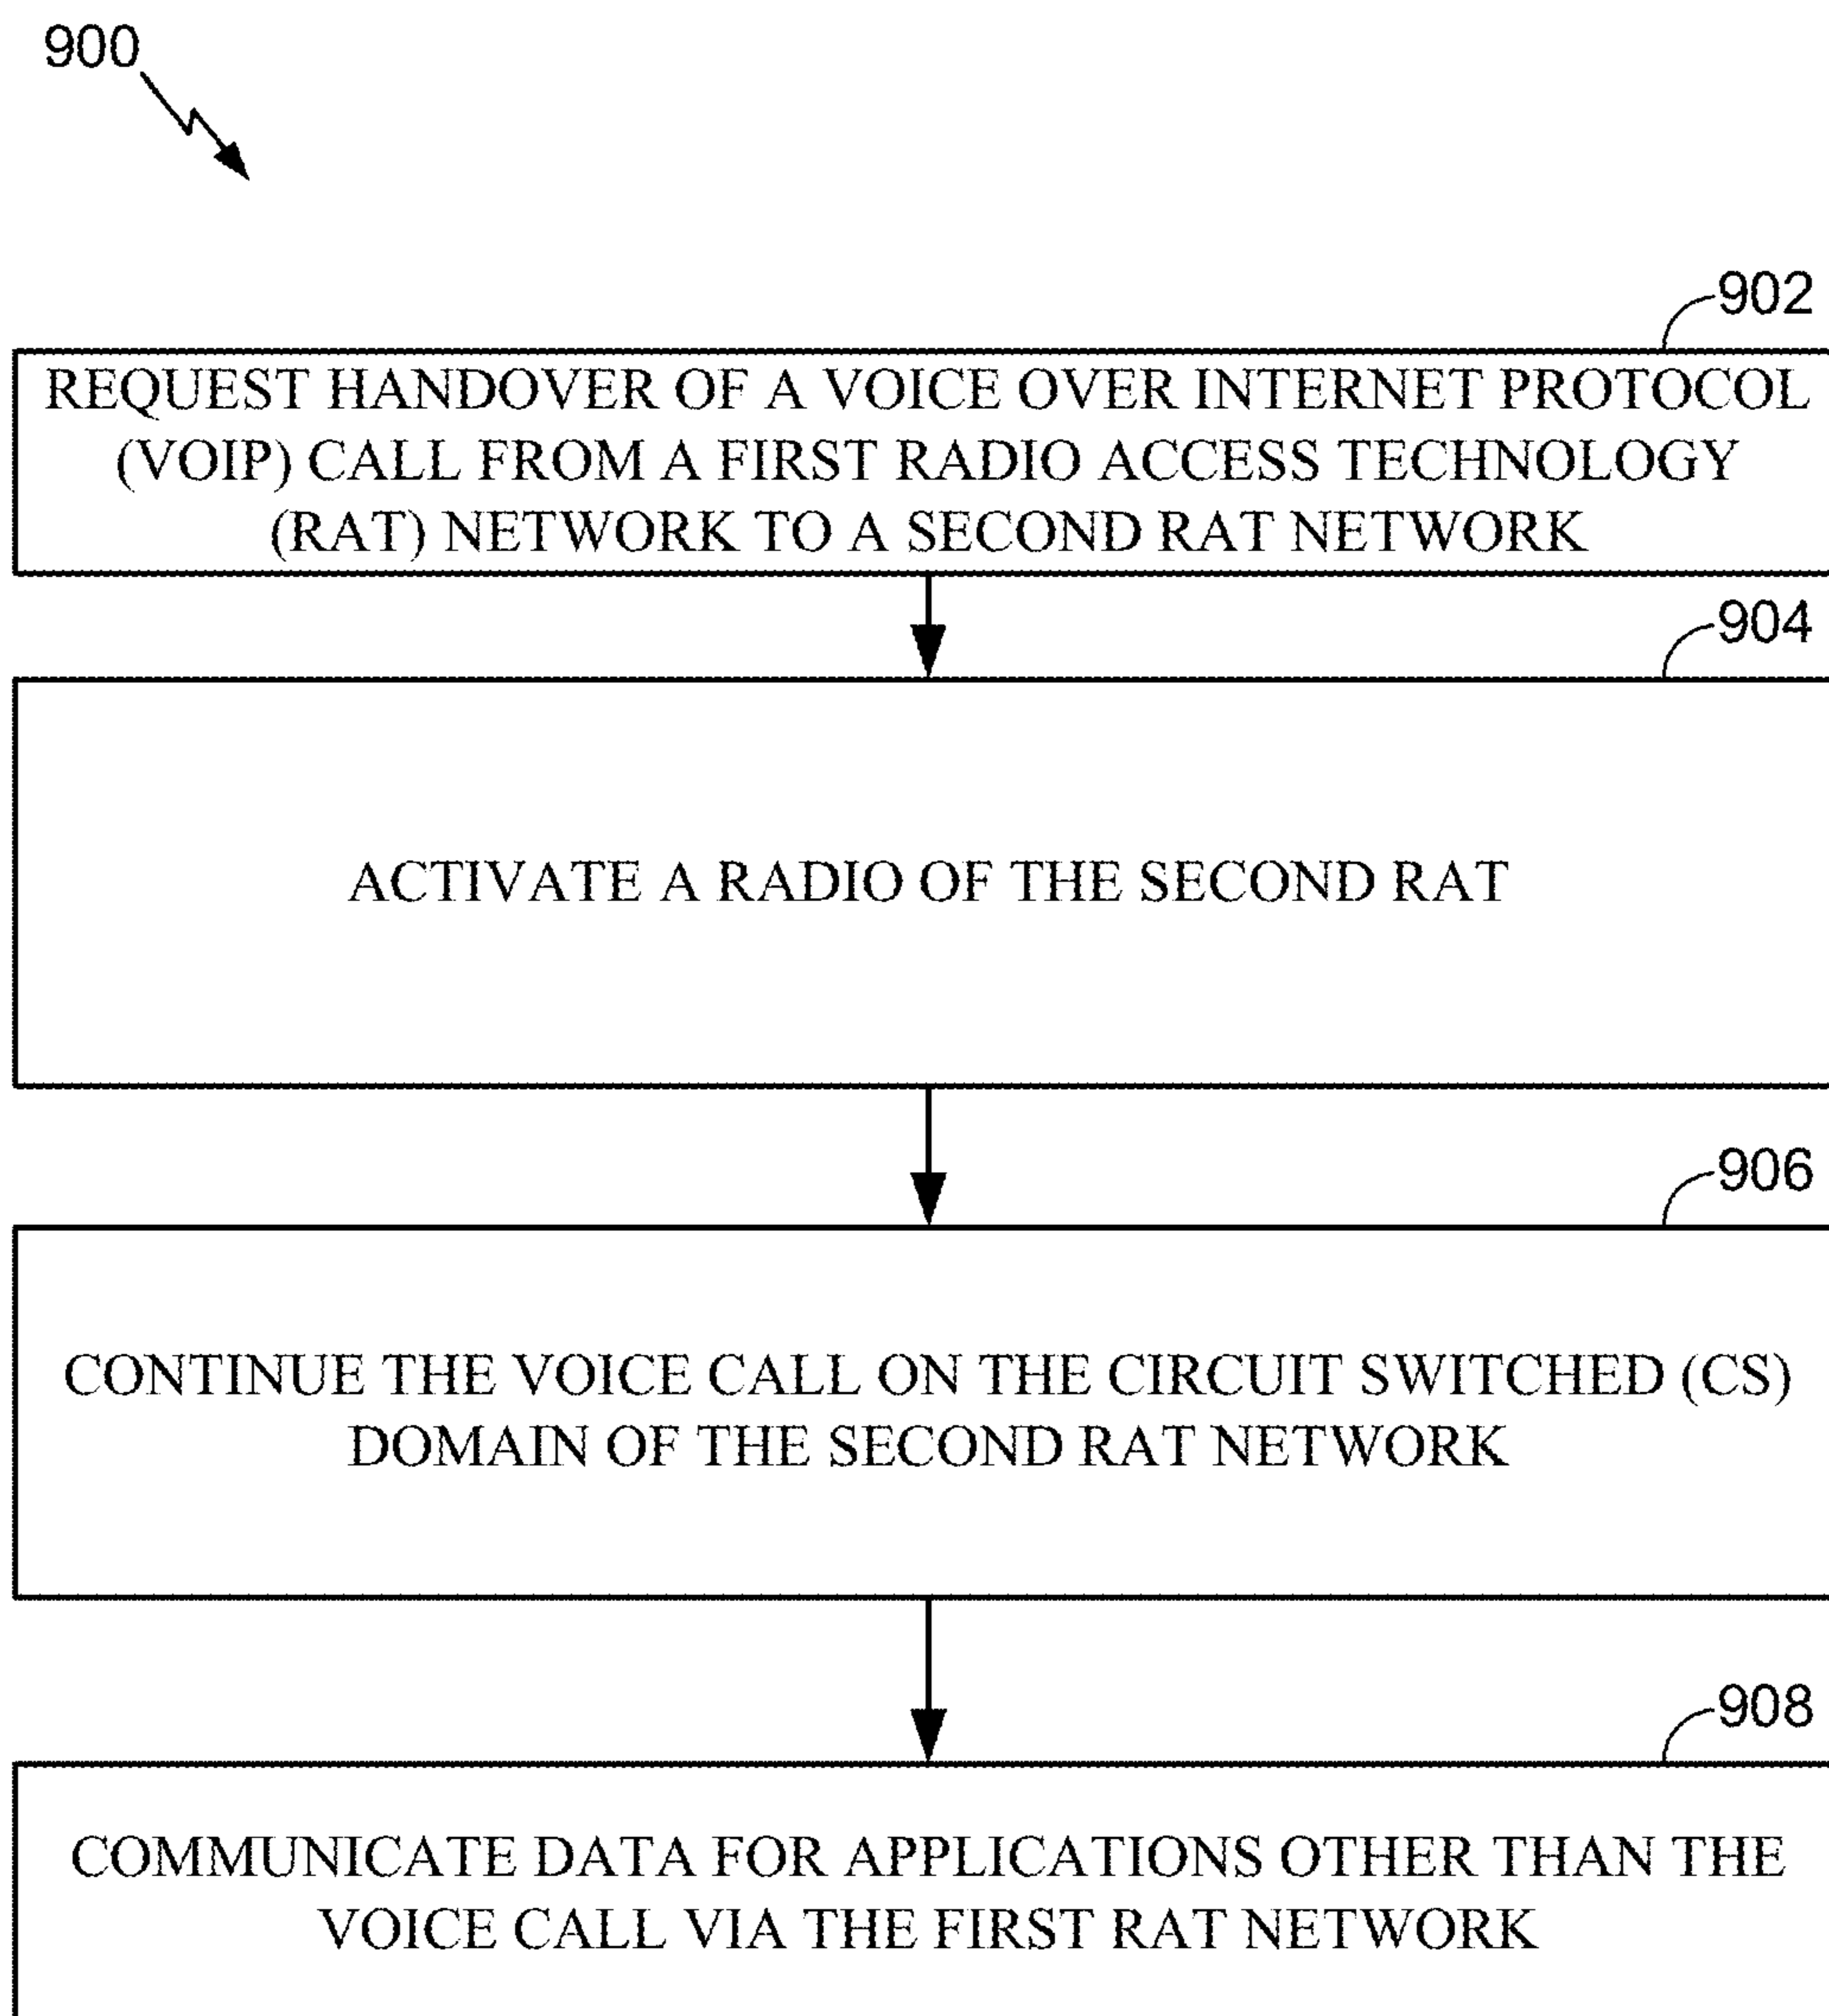 900
902
REQUEST HANDOVER OF A VOICE OVER INTERNET PROTOCOL
(VOIP) CALL FROM A FIRST RADIO ACCESS TECHNOLOGY
(RAT) NETWORK TO A SECOND RAT NETWORK
904
ACTIVATE A RADIO OF THE SECOND RAT
906
CONTINUE THE VOICE CALL ON THE CIRCUIT SWITCHED (CS)
DOMAIN OF THE SECOND RAT NETWORK
908
COMMUNICATE DATA FOR APPLICATIONS OTHER THAN THE
VOICE CALL VIA THE FIRST RAT NETWORK